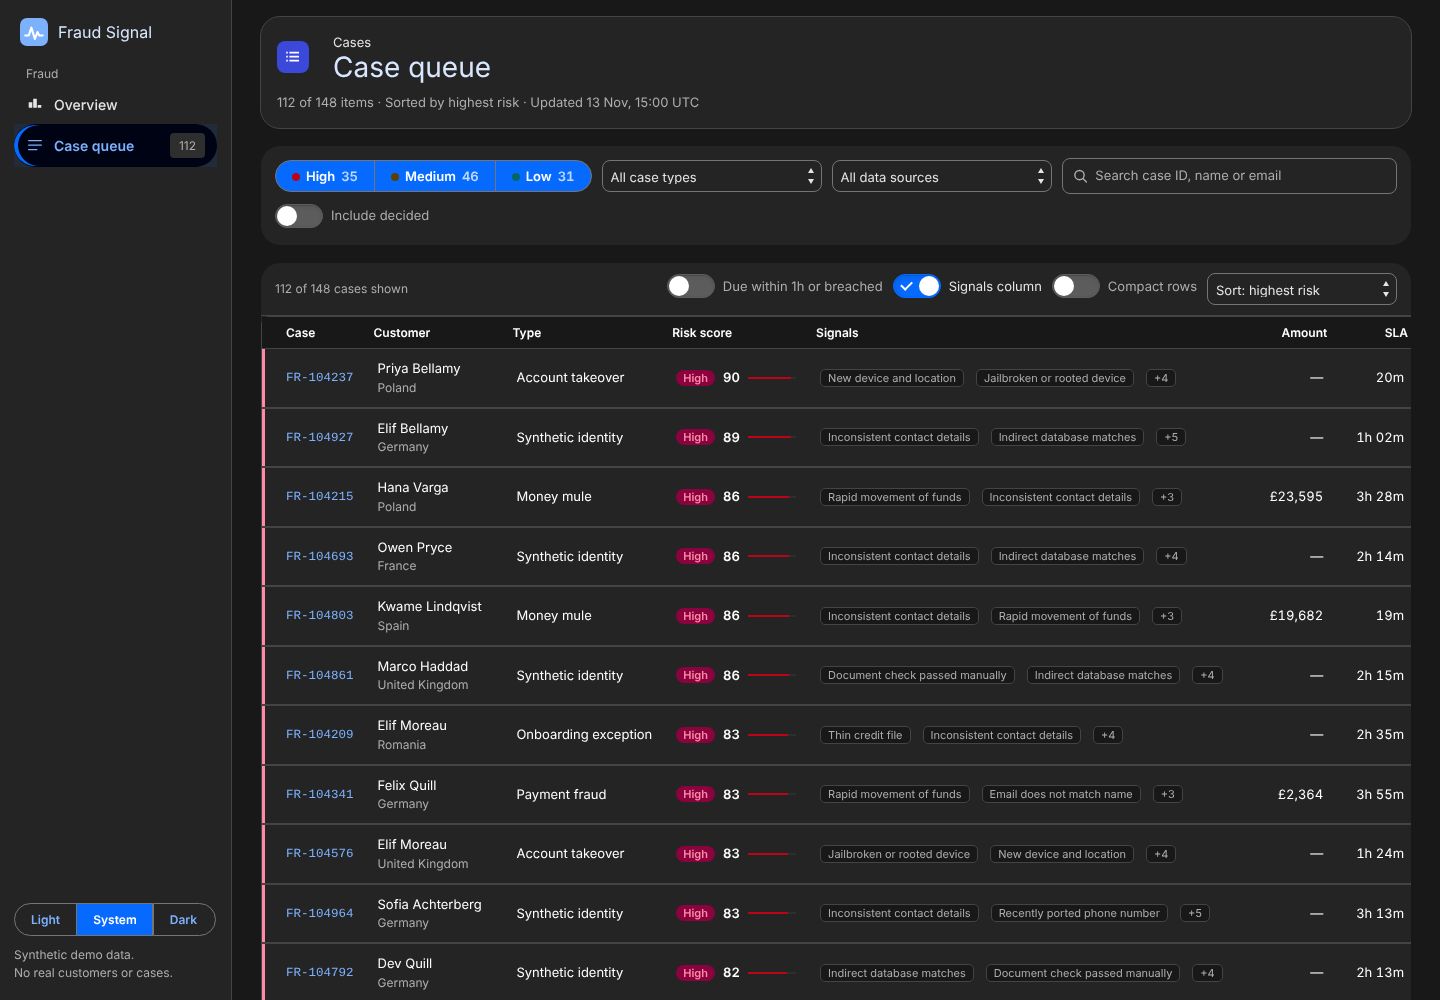 Fraud Signal
Fraud
Overview
Case queue 112
Light System Dark
Synthetic demo data.
No real customers or cases.
Cases
Case queue
112 of 148 items · Sorted by highest risk · Updated 13 Nov, 15:00 UTC
High 35 Medium 46 Low 31 All case types All data sources Search case ID, name or email
Include decided
112 of 148 cases shown Due within 1h or breached Signals column Compact rows Sort: highest risk
Case Customer Type Risk score Signals Amount SLA
FR-104237 Priya Bellamy Account takeover High 90 New device and location Jailbroken or rooted device +4 — 20m
Poland
FR-104927 Elif Bellamy Synthetic identity High 89 Inconsistent contact details Indirect database matches +5 — 1h 02m
Germany
FR-104215 Hana Varga Money mule High 86 Rapid movement of funds Inconsistent contact details +3 £23,595 3h 28m
Poland
FR-104693 Owen Pryce Synthetic identity High 86 Inconsistent contact details Indirect database matches +4 — 2h 14m
France
FR-104803 Kwame Lindqvist Money mule High 86 Inconsistent contact details Rapid movement of funds +3 £19,682 19m
Spain
FR-104861 Marco Haddad Synthetic identity High 86 Document check passed manually Indirect database matches +4 — 2h 15m
United Kingdom
FR-104209 Elif Moreau Onboarding exception High 83 Thin credit file Inconsistent contact details +4 — 2h 35m
Romania
FR-104341 Felix Quill Payment fraud High 83 Rapid movement of funds Email does not match name +3 £2,364 3h 55m
Germany
FR-104576 Elif Moreau Account takeover High 83 Jailbroken or rooted device New device and location +4 — 1h 24m
United Kingdom
FR-104964 Sofia Achterberg Synthetic identity High 83 Inconsistent contact details Recently ported phone number +5 — 3h 13m
Germany
FR-104792 Dev Quill Synthetic identity High 82 Indirect database matches Document check passed manually +4 — 2h 13m
Germany